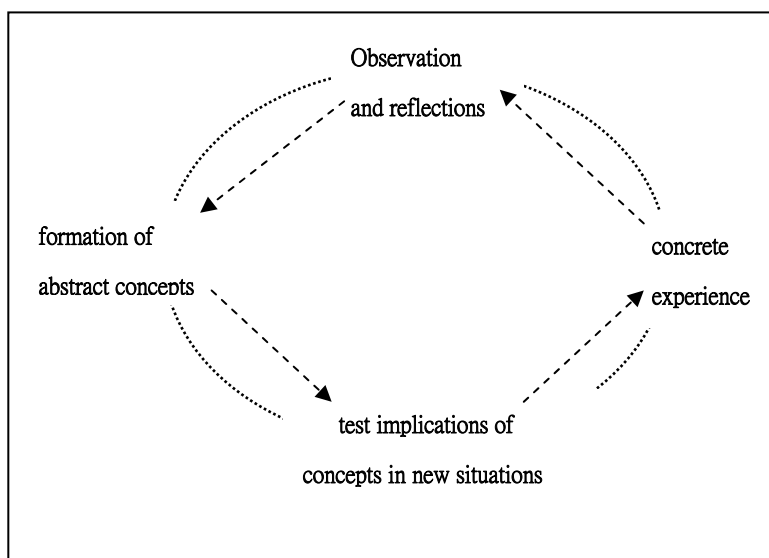 Observation
and reflections
formation of
abstract concepts
concrete
experience
test implications of
concepts in new situations